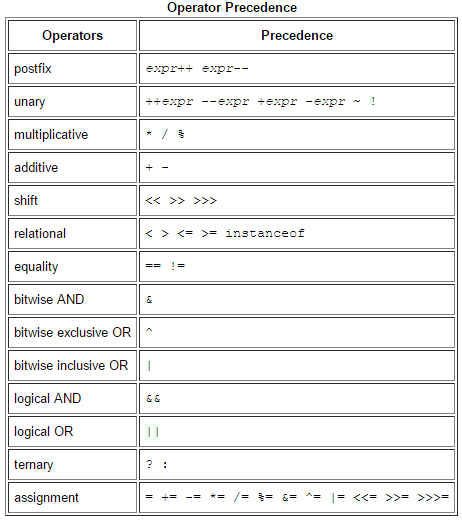 Operator Precedence
Operators Precedence
postfix expr++ expr--
unary ++expr --expr +expr -expr ~ !
multiplicative * / %
additive + -
shift << >> >>>
relational < > <= >= instanceof
equality == !=
bitwise AND &
bitwise exclusive OR ^
bitwise inclusive OR |
logical AND &&
logical OR ||
ternary ? :
assignment = += -= *= /= %= &= ^= |= <<= >>= >>>=